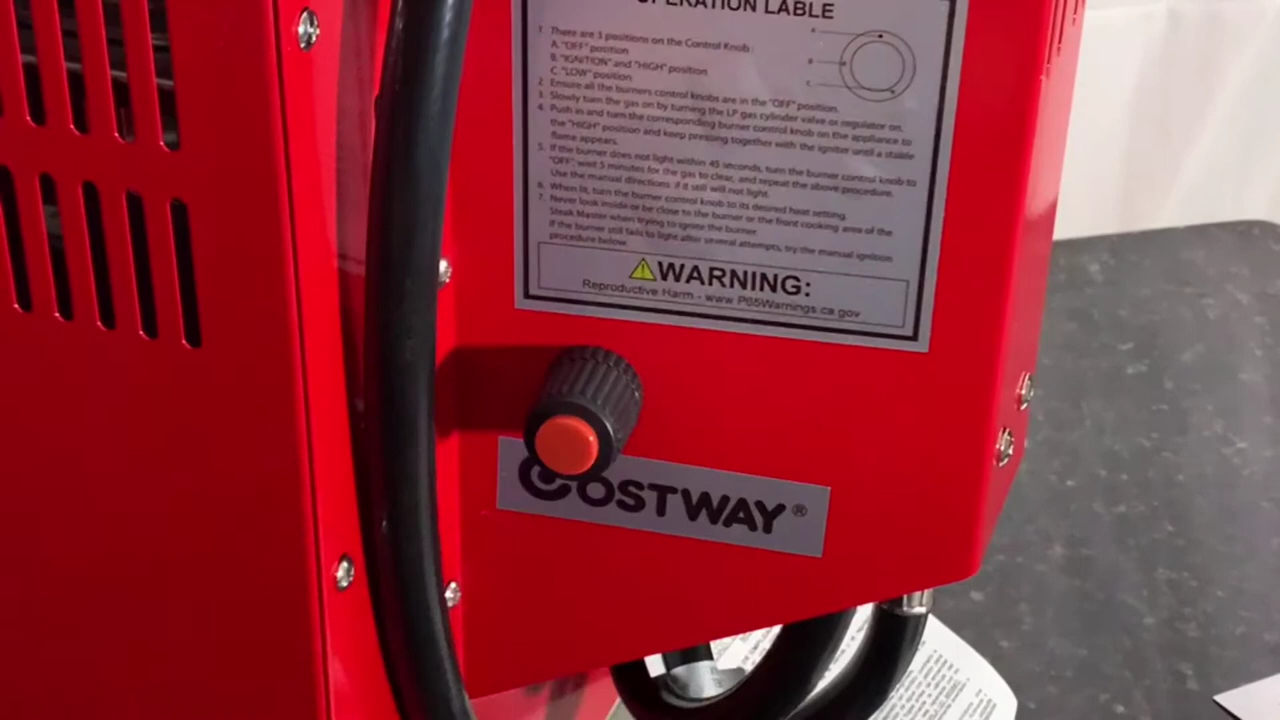 OPERATION LABLE
1. There are 3 positions on the Control Knob :
A. "OFF" position
B. "IGNITION" and "HIGH" position
C. "LOW" position
A
B
C
2. Ensure all the burners control knobs are in the "OFF" position.
3. Slowly turn the gas on by turning the LP gas cylinder valve or regulator on.
4. Push in and turn the corresponding burner control knob on the appliance to
the "HIGH" position and keep pressing together with the igniter until a stable
flame appears.
5. If the burner does not light within 45 seconds, turn the burner control knob to
"OFF", wait 5 minutes for the gas to clear, and repeat the above procedure.
Use the manual directions if it still will not light.
6. When lit, turn the burner control knob to its desired heat setting.
7. Never look inside or be close to the burner or the front cooking area of the
Steak Master when trying to ignite the burner.
If the burner still fails to light after several attempts, try the manual ignition
procedure below.
WARNING:
Reproductive Harm - www.P65Warnings.ca.gov
COSTWAY®